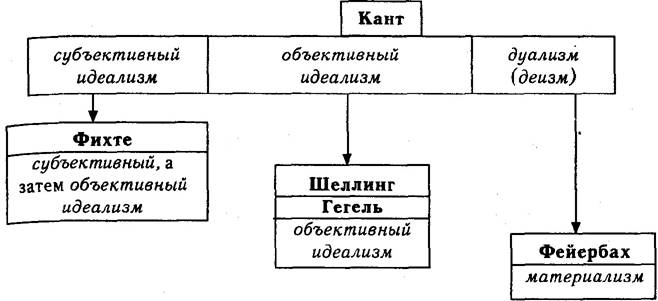 Кант
субъективный
идеализм
объективный
идеализм
дуализм
(деизм)
Фихте
субъективный, а
затем объективный
идеализм
Шеллинг
Гегель
объективный
идеализм
Фейербах
материализм